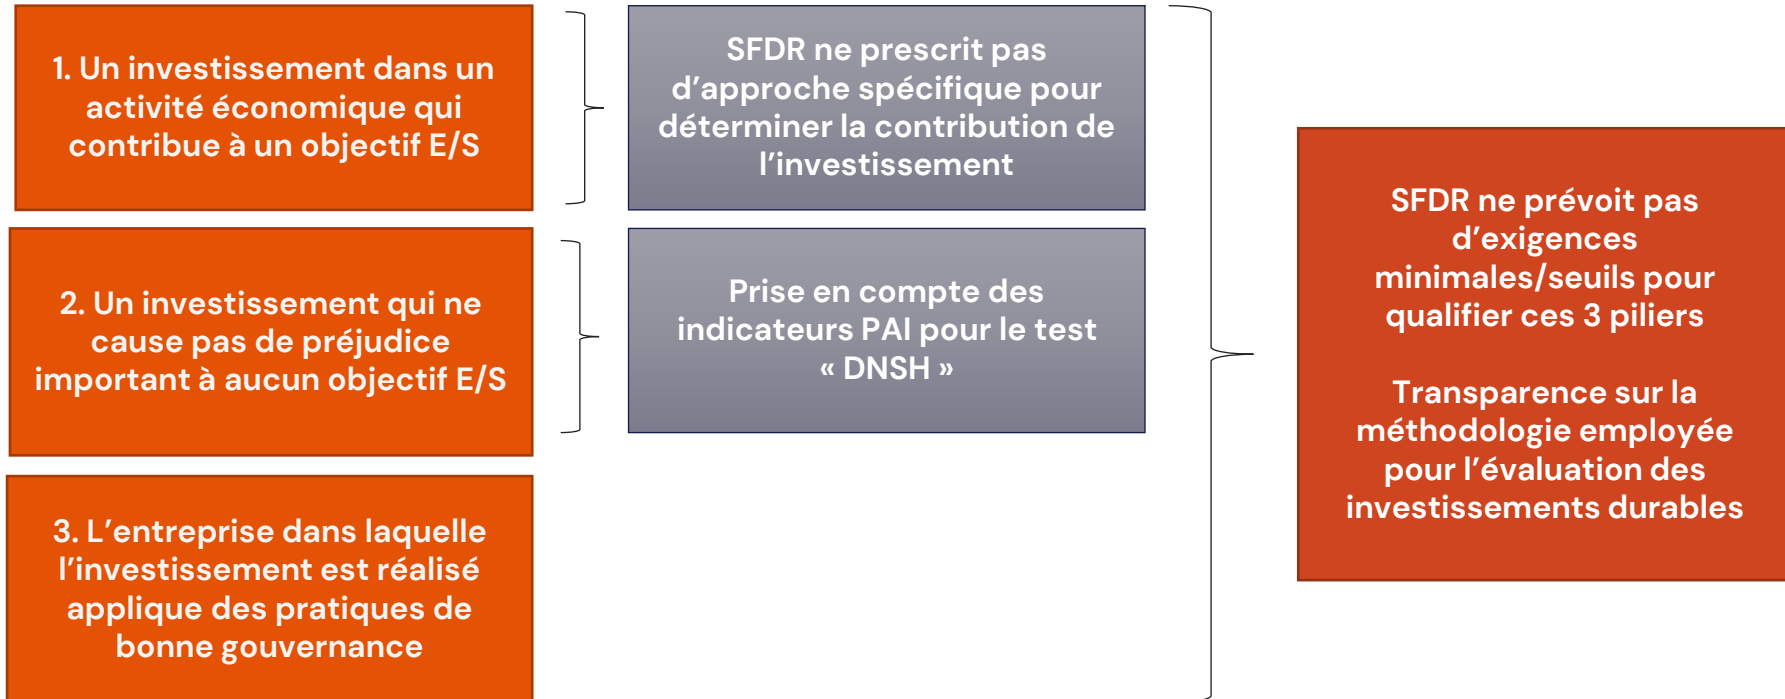 1. Un investissement dans un
activité économique qui
contribue à un objectif E/S
SFDR ne prescrit pas
d’approche spécifique pour
déterminer la contribution de
l’investissement
2. Un investissement qui ne
cause pas de préjudice
important à aucun objectif E/S
Prise en compte des
indicateurs PAI pour le test
« DNSH »
3. L’entreprise dans laquelle
l’investissement est réalisé
applique des pratiques de
bonne gouvernance
SFDR ne prévoit pas
d’exigences
minimales/seuils pour
qualifier ces 3 piliers
Transparence sur la
méthodologie employée
pour l’évaluation des
investissements durables